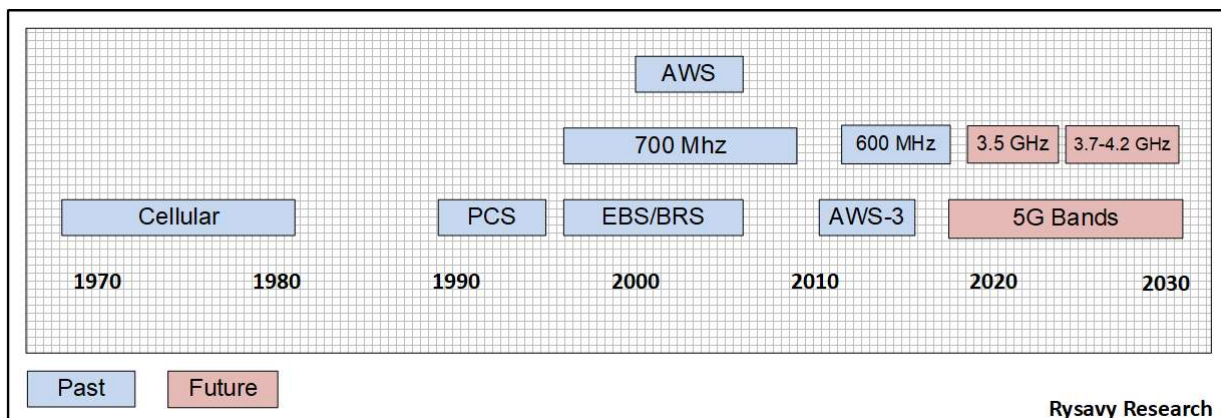 AWS
700 Mhz 600 MHz 3.5 GHz 3.7-4.2 GHz
Cellular PCS EBS/BRS AWS-3 5G Bands
1970 1980 1990 2000 2010 2020 2030
Past Future
Rysavy Research